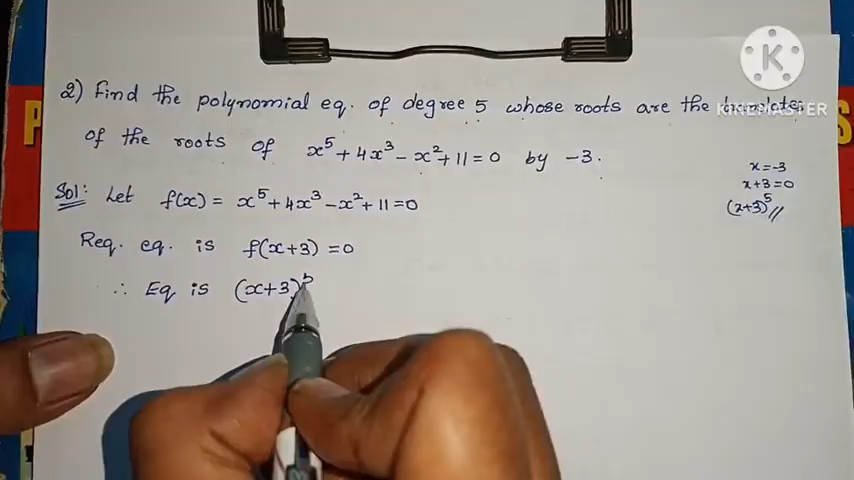 KINEMASTER
2) Find the polynomial eq. of degree 5 whose roots are the translates
of the roots of x⁵ + 4x³ - x² + 11 = 0 by -3.
x = -3
x+3 = 0
(x+3)⁵ //
Sol: Let f(x) = x⁵ + 4x³ - x² + 11 = 0
Req. eq. is f(x+3) = 0
∴ Eq is (x+3)